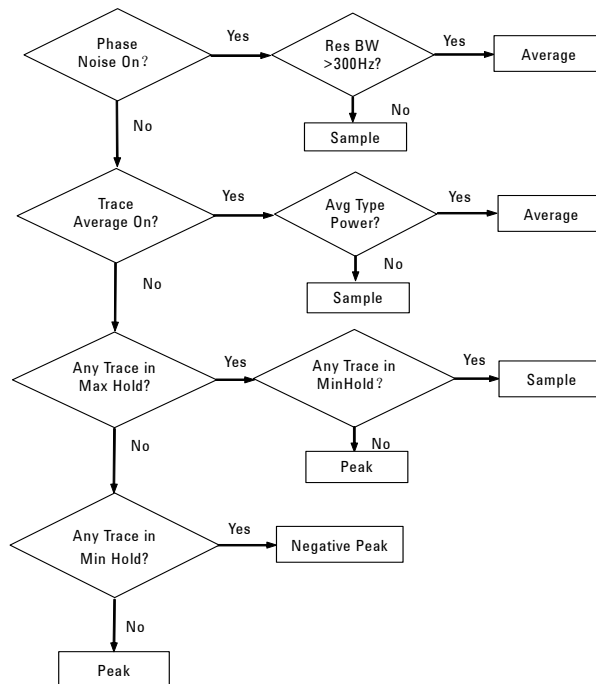 Phase
Noise On?
Yes
Res BW
>300Hz?
Yes
Average
No
No
Sample
Trace
Average On?
Yes
Avg Type
Power?
Yes
Average
No
No
Sample
Any Trace in
Max Hold?
Yes
Any Trace in
MinHold?
Yes
Sample
No
No
Peak
Any Trace in
Min Hold?
Yes
Negative Peak
No
Peak